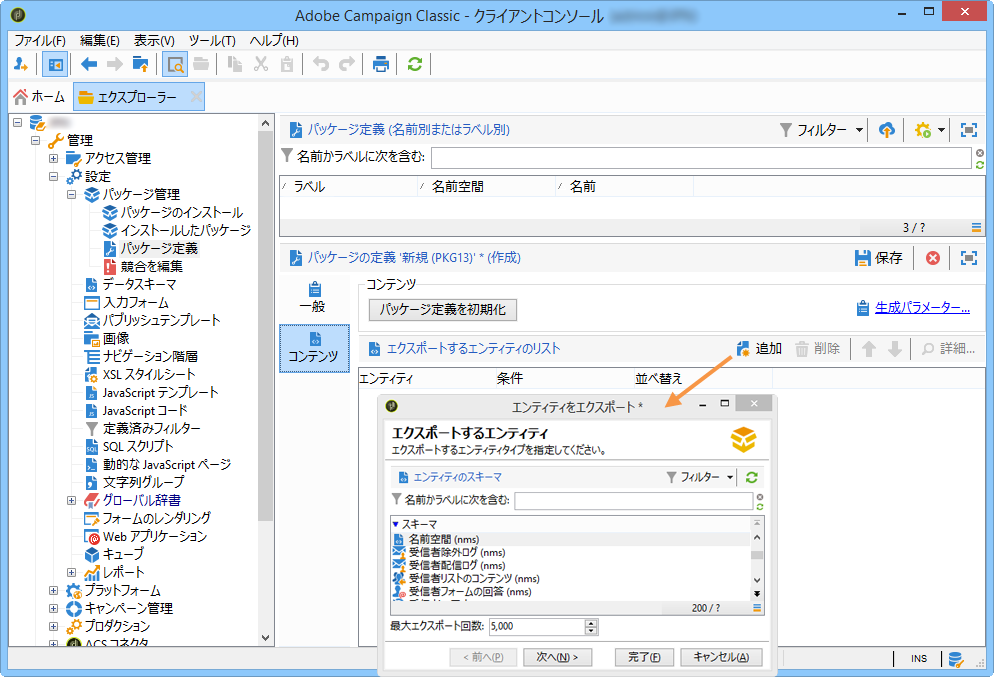 Adobe Campaign Classic - クライアントコンソール
ファイル(F) 編集(E) 表示(V) ツール(T) ヘルプ(H)
ホーム エクスプローラー
管理
アクセス管理
設定
パッケージ管理
パッケージのインストール
インストールしたパッケージ
パッケージ定義
競合を編集
データスキーマ
入力フォーム
パブリッシュテンプレート
画像
ナビゲーション階層
XSL スタイルシート
JavaScript テンプレート
JavaScript コード
定義済みフィルター
SQL スクリプト
動的な JavaScript ページ
文字列グループ
グローバル辞書
フォームのレンダリング
Web アプリケーション
キューブ
レポート
プラットフォーム
キャンペーン管理
プロダクション
ACS コネクタ
パッケージ定義 (名前別またはラベル別) フィルター
名前かラベルに次を含む:
ラベル 名前空間 名前
3 / ?
パッケージの定義 '新規 (PKG13)' * (作成) 保存
一般
コンテンツ
コンテンツ
パッケージ定義を初期化 生成パラメーター...
エクスポートするエンティティのリスト 追加 削除 詳細...
エンティティ 条件 並べ替え
エンティティをエクスポート *
エクスポートするエンティティ
エクスポートするエンティティタイプを指定してください。
エンティティのスキーマ フィルター
名前かラベルに次を含む:
スキーマ
名前空間 (nms)
受信者除外ログ (nms)
受信者配信ログ (nms)
受信者リストのコンテンツ (nms)
受信者フォームの回答 (nms)
200 / ?
最大エクスポート回数: 5,000
< 前へ(P) 次へ(N) > 完了(F) キャンセル(A)
INS